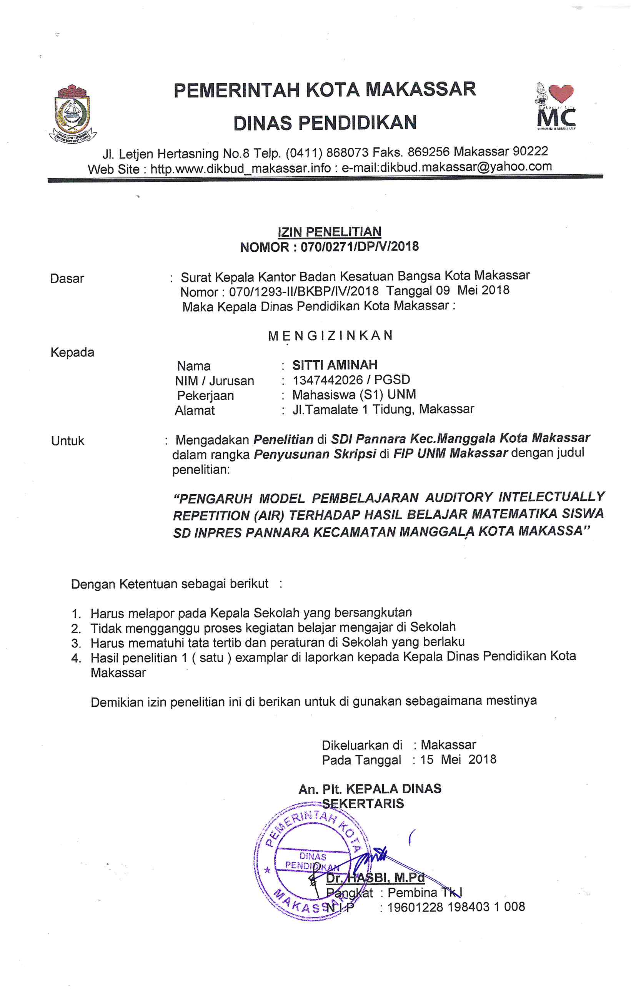 PEMERINTAH KOTA MAKASSAR
DINAS PENDIDIKAN
MC
Jl. Letjen Hertasning No.8 Telp. (0411) 868073 Faks. 869256 Makassar 90222
Web Site : http.www.dikbud_makassar.info : e-mail:dikbud.makassar@yahoo.com
IZIN PENELITIAN
NOMOR : 070/0271/DP/V/2018
Dasar : Surat Kepala Kantor Badan Kesatuan Bangsa Kota Makassar
Nomor : 070/1293-II/BKBP/IV/2018 Tanggal 09 Mei 2018
Maka Kepala Dinas Pendidikan Kota Makassar :
M E N G I Z I N K A N
Kepada
Nama : SITTI AMINAH
NIM / Jurusan : 1347442026 / PGSD
Pekerjaan : Mahasiswa (S1) UNM
Alamat : Jl.Tamalate 1 Tidung, Makassar
Untuk : Mengadakan Penelitian di SDI Pannara Kec.Manggala Kota Makassar
dalam rangka Penyusunan Skripsi di FIP UNM Makassar dengan judul
penelitian:
“PENGARUH MODEL PEMBELAJARAN AUDITORY INTELECTUALLY
REPETITION (AIR) TERHADAP HASIL BELAJAR MATEMATIKA SISWA
SD INPRES PANNARA KECAMATAN MANGGALA KOTA MAKASSA”
Dengan Ketentuan sebagai berikut :
1. Harus melapor pada Kepala Sekolah yang bersangkutan
2. Tidak mengganggu proses kegiatan belajar mengajar di Sekolah
3. Harus mematuhi tata tertib dan peraturan di Sekolah yang berlaku
4. Hasil penelitian 1 ( satu ) examplar di laporkan kepada Kepala Dinas Pendidikan Kota
Makassar
Demikian izin penelitian ini di berikan untuk di gunakan sebagaimana mestinya
Dikeluarkan di : Makassar
Pada Tanggal : 15 Mei 2018
An. Plt. KEPALA DINAS
SEKERTARIS
PEMERINTAH KOTA
DINAS
PENDIDIKAN
MAKASSAR
Dr. HASBI, M.Pd
Pangkat : Pembina Tk.I
N I P : 19601228 198403 1 008